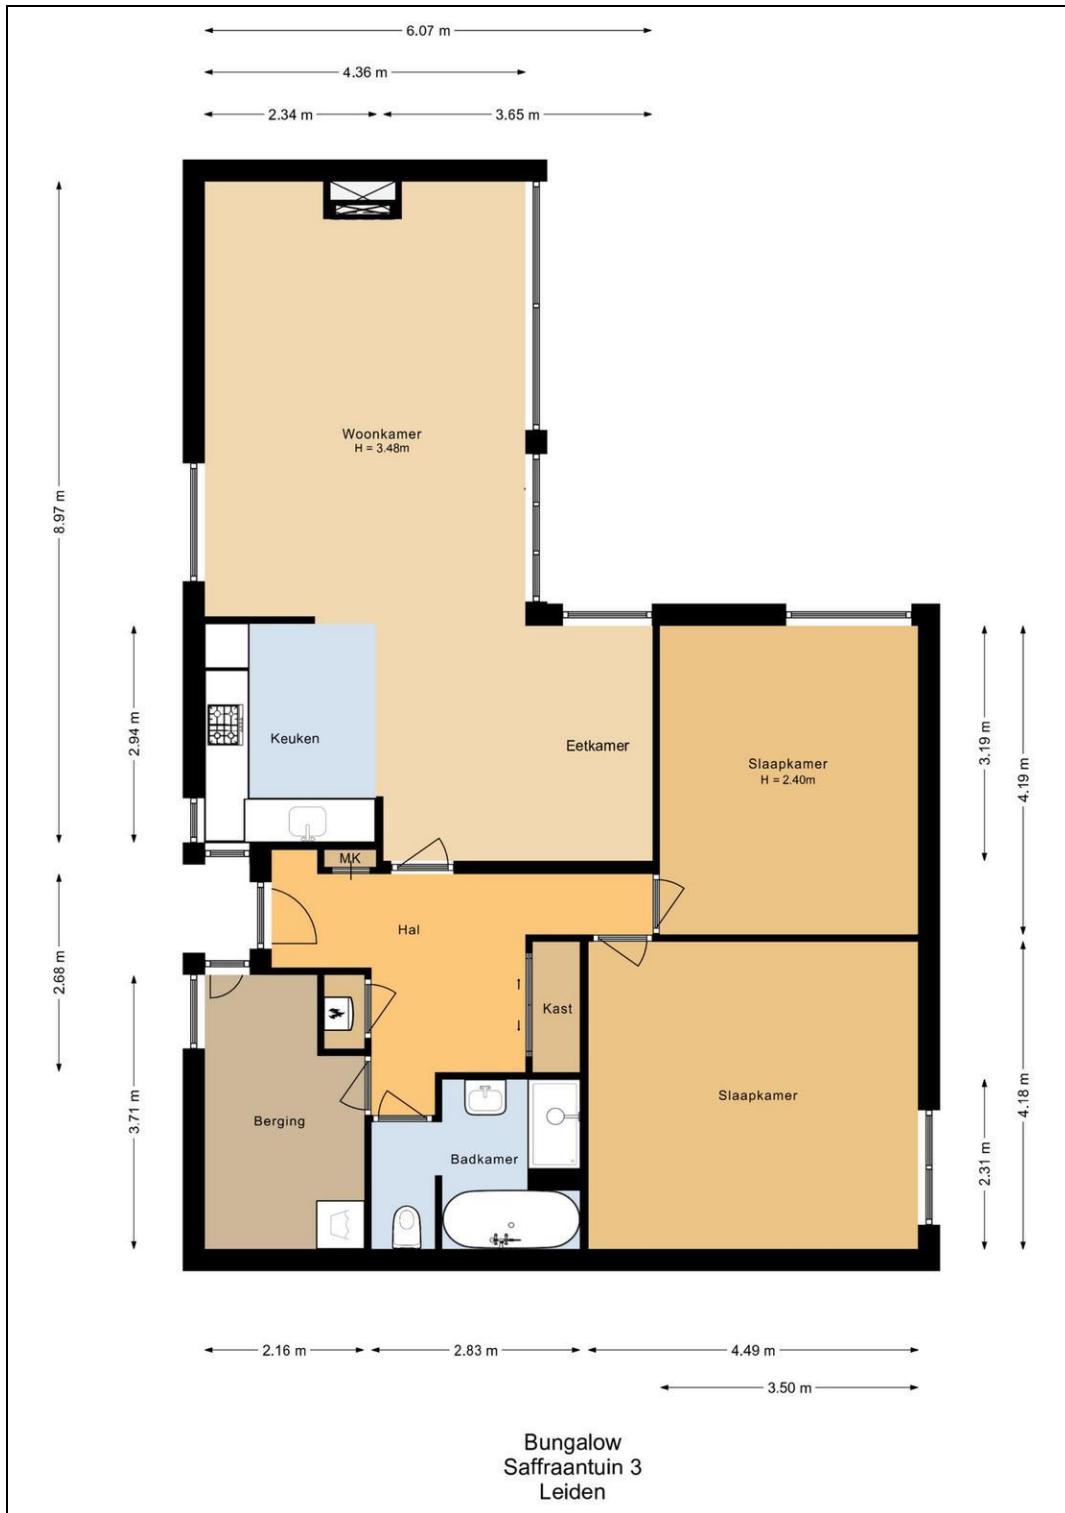 6.07 m
4.36 m
2.34 m
3.65 m
8.97 m
Woonkamer
H = 3.48m
2.94 m
Keuken
Eetkamer
Slaapkamer
H = 2.40m
3.19 m
4.19 m
MK
Hal
2.68 m
Kast
3.71 m
Berging
Badkamer
Slaapkamer
2.31 m
4.18 m
2.16 m
2.83 m
4.49 m
3.50 m
Bungalow
Saffraantuin 3
Leiden